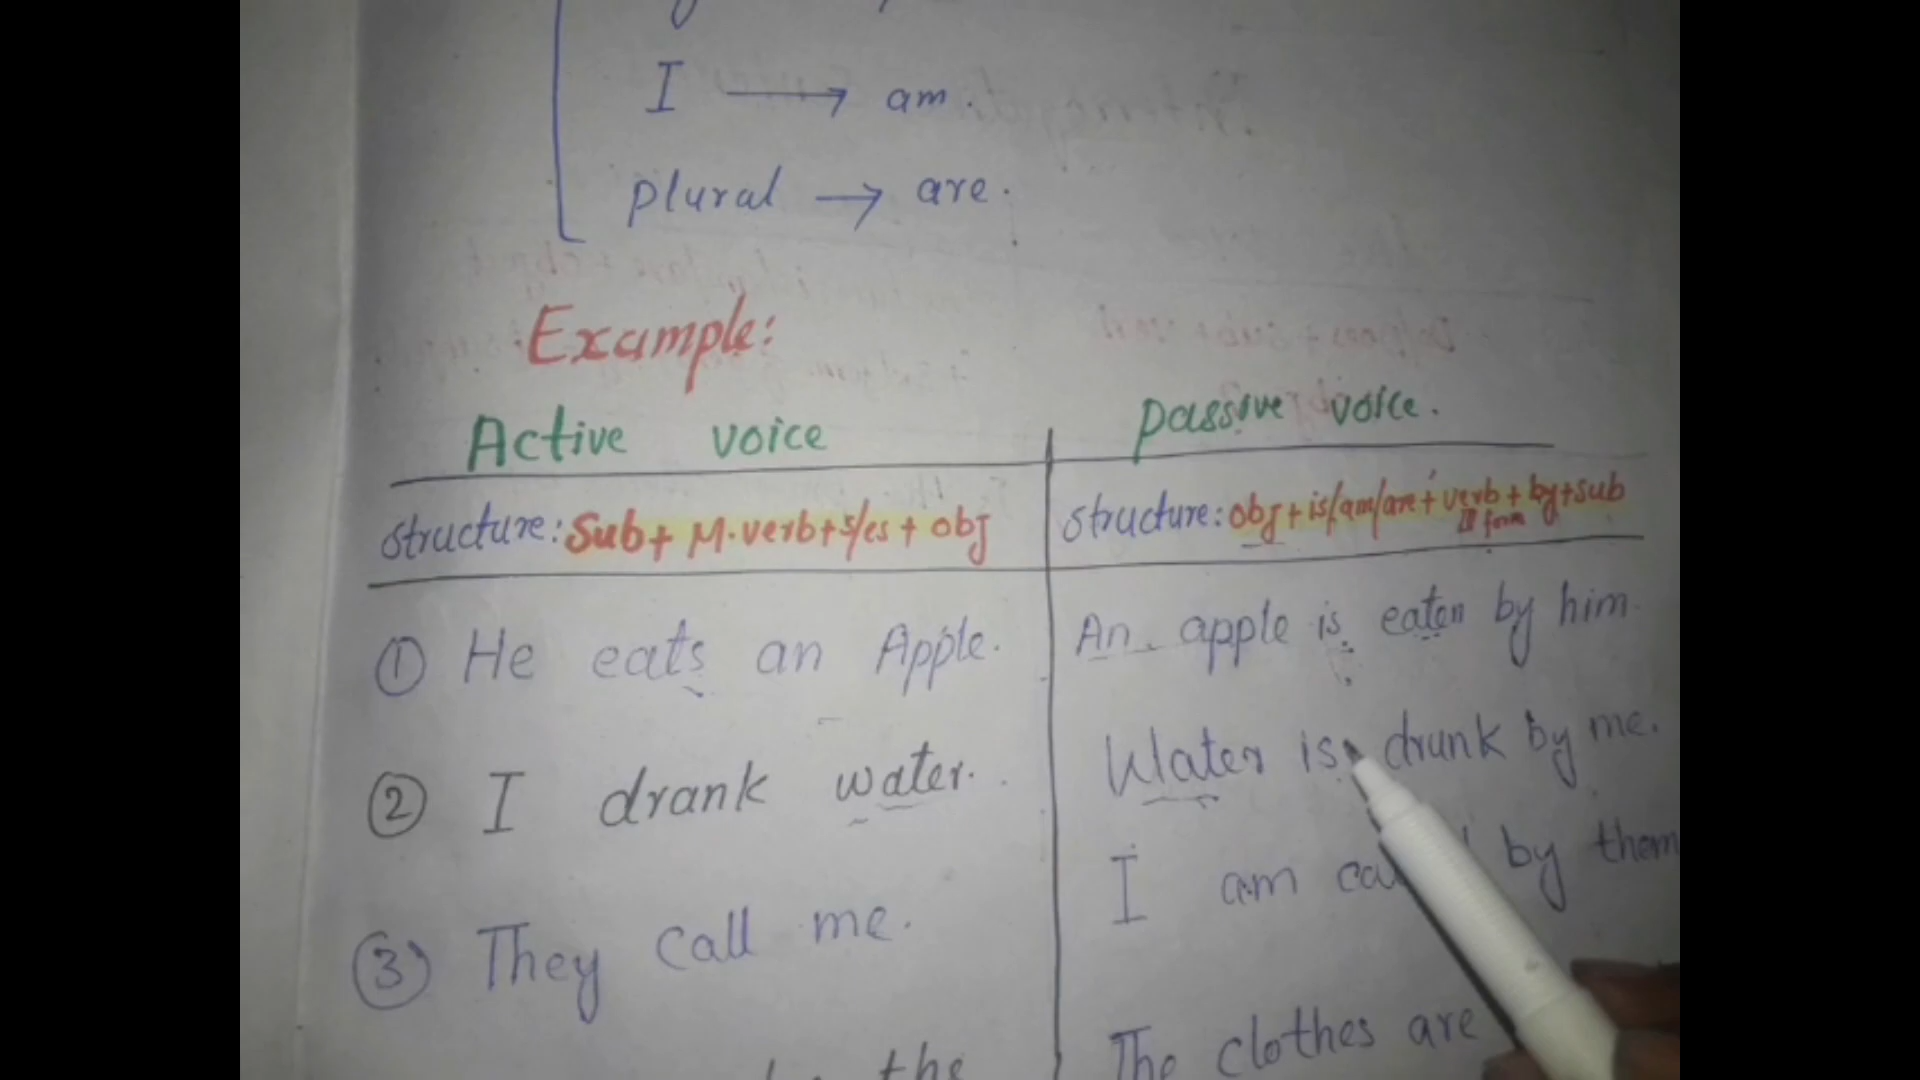 I → am.
plural → are.
Example:
Active voice
passive voice.
structure: Sub + M.verb + s/es + obj
structure: obj + is/am/are + verb + by + sub
III form
① He eats an Apple.
An apple is eaten by him.
② I drank water.
Water is drunk by me.
③ They call me.
I am by them
the
The clothes are